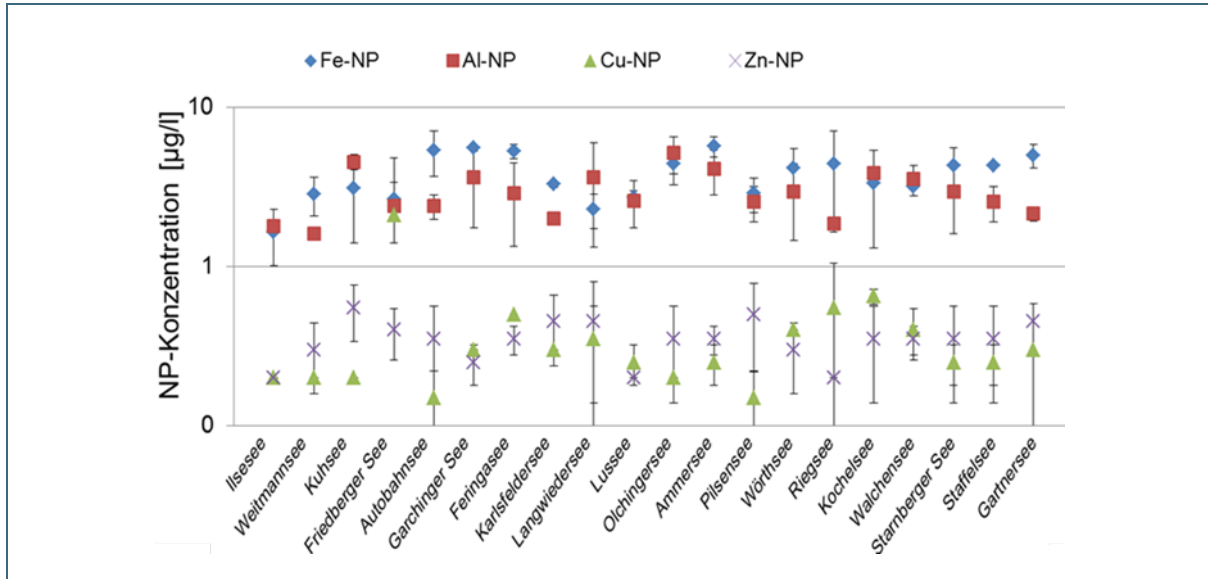 Fe-NP Al-NP Cu-NP Zn-NP
NP-Konzentration [µg/l]
10
1
0
Ilsesee
Weitmannsee
Kuhsee
Friedberger See
Autobahnsee
Garchinger See
Feringasee
Karlsfeldersee
Langwiedersee
Lussee
Olchingersee
Ammersee
Pilsensee
Wörthsee
Riegsee
Kochelsee
Walchensee
Starnberger See
Staffelsee
Gartnersee